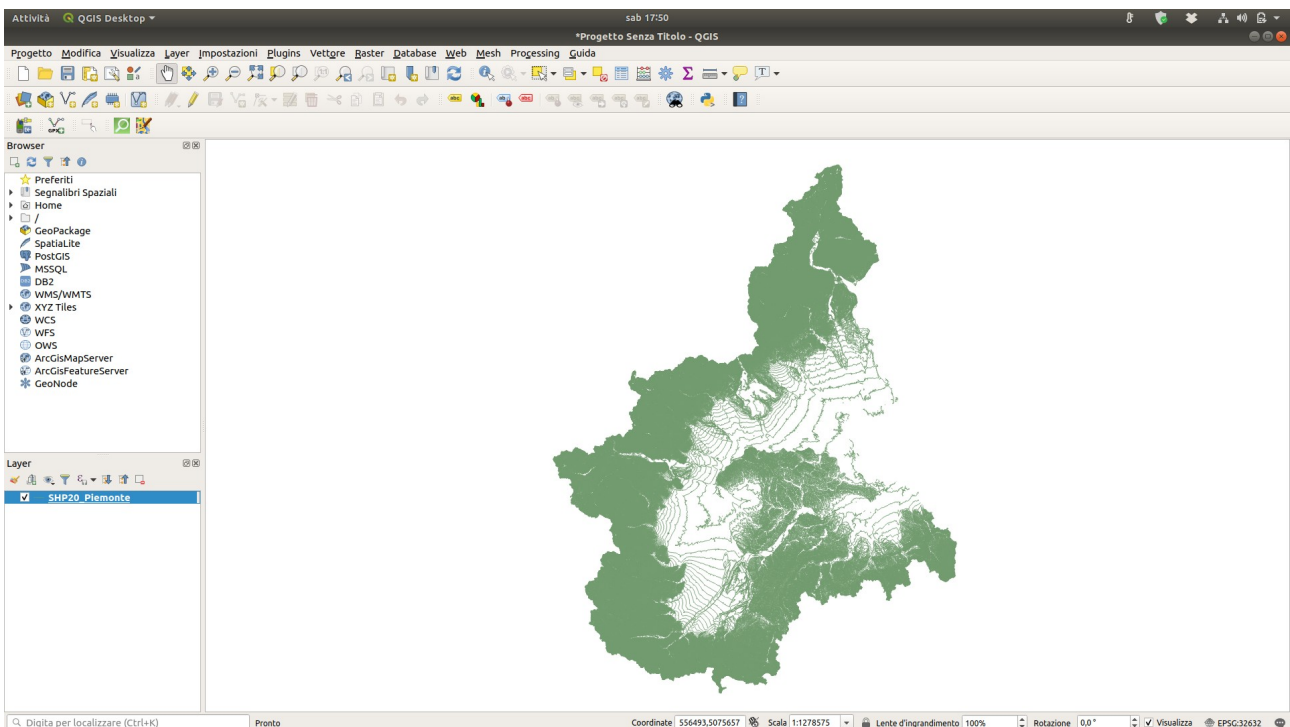 Attività QGIS Desktop sab 17:50
*Progetto Senza Titolo - QGIS
Progetto Modifica Visualizza Layer Impostazioni Plugins Vettore Raster Database Web Mesh Processing Guida
Browser
Preferiti
Segnalibri Spaziali
Home
/
GeoPackage
SpatiaLite
PostGIS
MSSQL
DB2
WMS/WMTS
XYZ Tiles
WCS
WFS
OWS
ArcGisMapServer
ArcGisFeatureServer
GeoNode
Layer
SHP20_Piemonte
Digita per localizzare (Ctrl+K) Pronto Coordinate 556493,5075657 Scala 1:1278575 Lente d'ingrandimento 100% Rotazione 0,0 ° Visualizza EPSG:32632